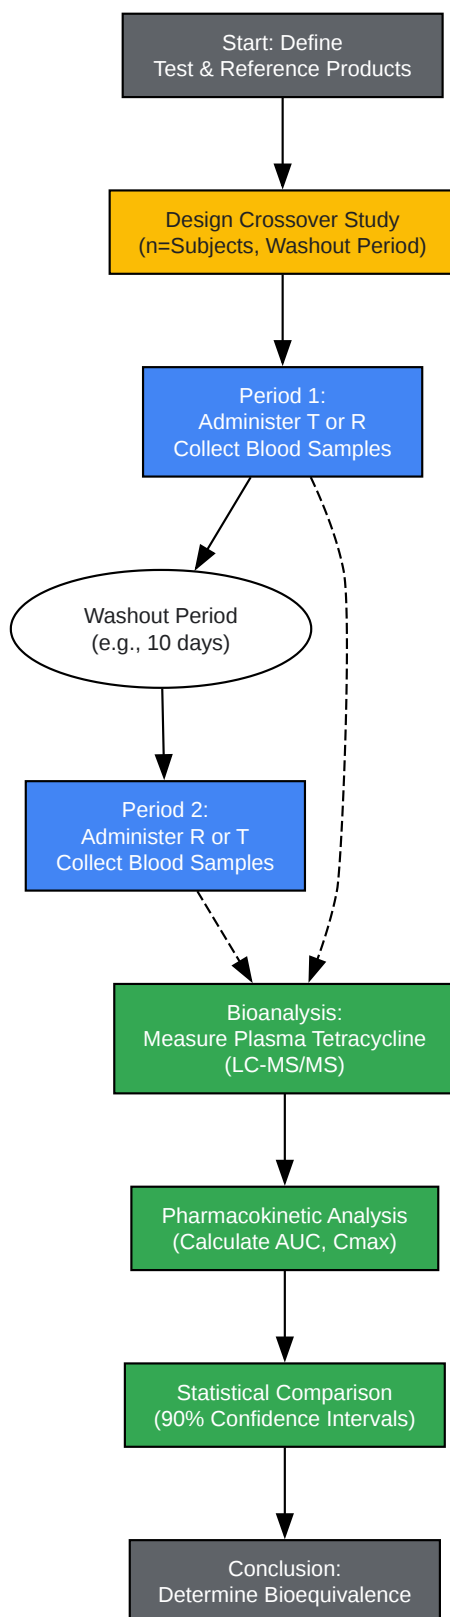 Start: Define
Test & Reference Products
Design Crossover Study
(n=Subjects, Washout Period)
Period 1:
Administer T or R
Collect Blood Samples
Washout Period
(e.g., 10 days)
Period 2:
Administer R or T
Collect Blood Samples
Bioanalysis:
Measure Plasma Tetracycline
(LC-MS/MS)
Pharmacokinetic Analysis
(Calculate AUC, Cmax)
Statistical Comparison
(90% Confidence Intervals)
Conclusion:
Determine Bioequivalence